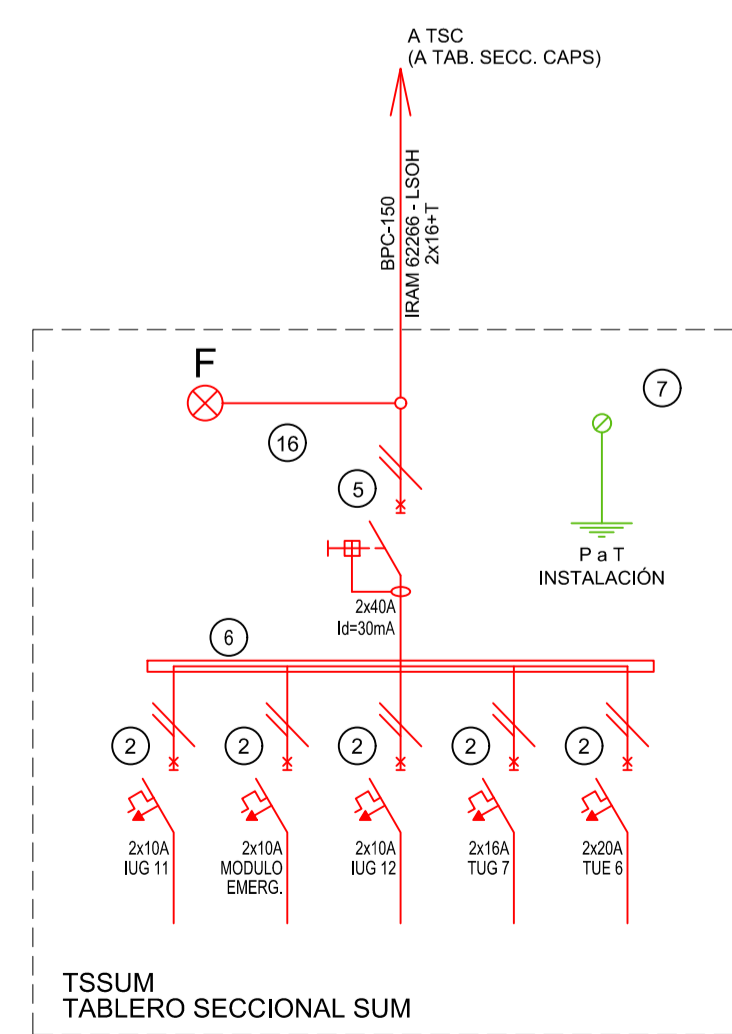 A TSC
(A TAB. SECC. CAPS)
BPC-150
IRAM 62266 - LSOH
2x16+T
F
7
16
5
P a T
INSTALACIÓN
2x40A
Id=30mA
6
2
2
2
2
2
2x10A
IUG 11
2x10A
MODULO
EMERG.
2x10A
IUG 12
2x16A
TUG 7
2x20A
TUE 6
TSSUM
TABLERO SECCIONAL SUM